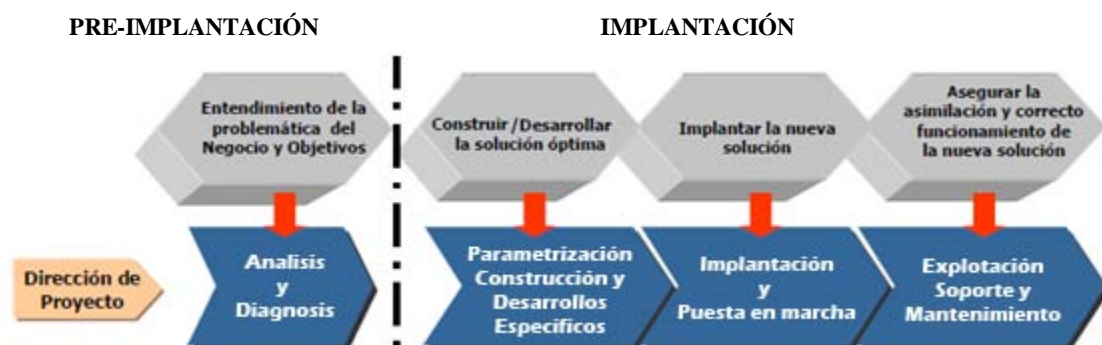 PRE-IMPLANTACIÓN
IMPLANTACIÓN
Entendimiento de la
problemática del
Negocio y Objetivos
Construir/Desarrollar
la solución óptima
Implantar la nueva
solución
Asegurar la
asimilación y correcto
funcionamiento de
la nueva solución
Dirección de
Proyecto
Analisis
y
Diagnosis
Parametrización
Construcción y
Desarrollos
Específicos
Implantación
y
Puesta en marcha
Explotación
Soporte y
Mantenimiento